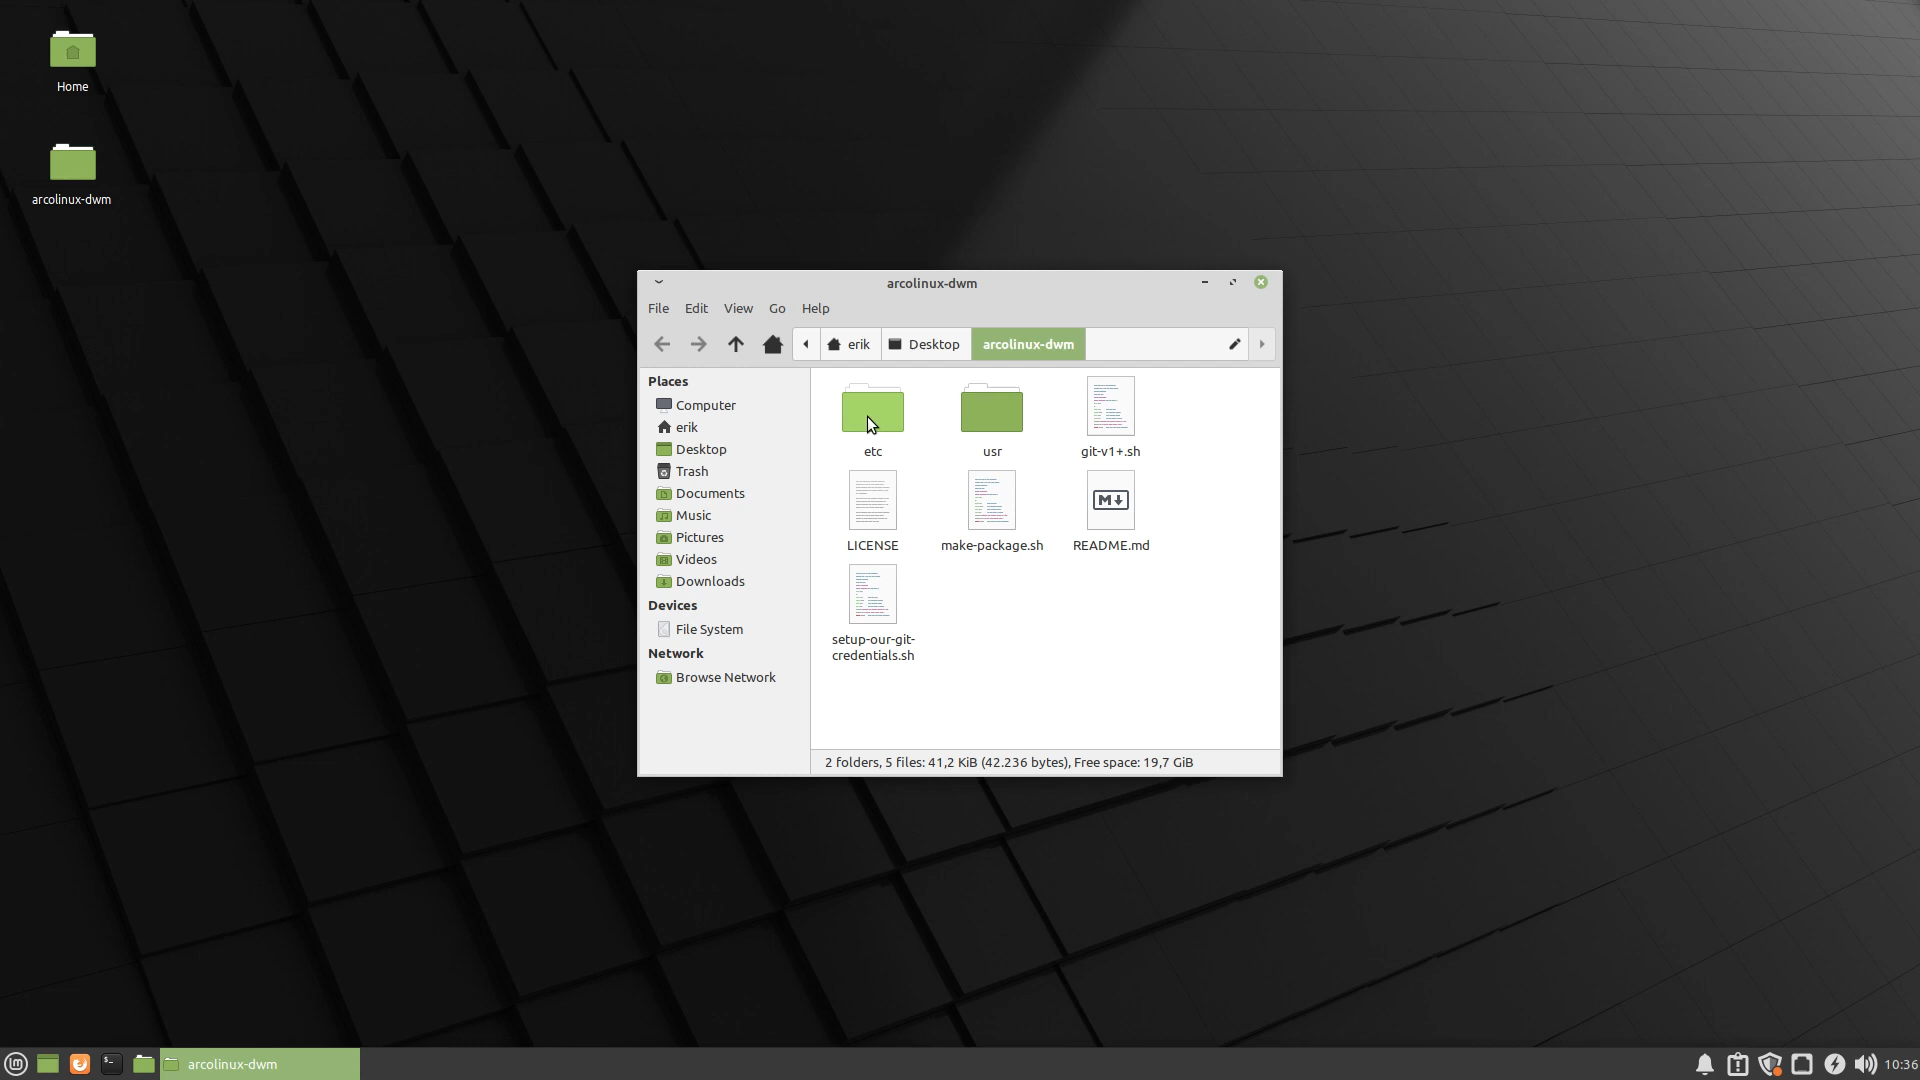 Home
arcolinux-dwm
arcolinux-dwm
File Edit View Go Help
erik Desktop arcolinux-dwm
Places
Computer
erik
Desktop
Trash
Documents
Music
Pictures
Videos
Downloads
Devices
File System
Network
Browse Network
etc usr git-v1+.sh
LICENSE make-package.sh README.md
setup-our-git-
credentials.sh
2 folders, 5 files: 41,2 KiB (42.236 bytes), Free space: 19,7 GiB
arcolinux-dwm
10:36